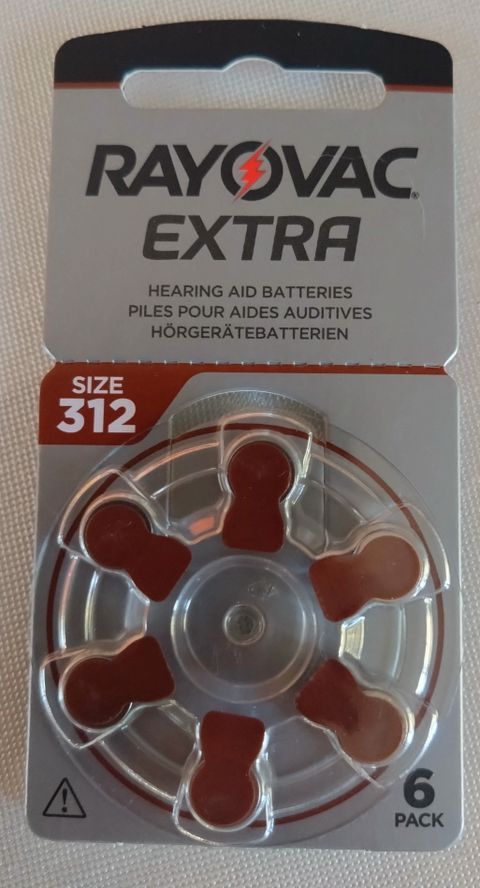 RAYOVAC®
EXTRA
HEARING AID BATTERIES
PILES POUR AIDES AUDITIVES
HÖRGERÄTEBATTERIEN
SIZE
312
6
PACK